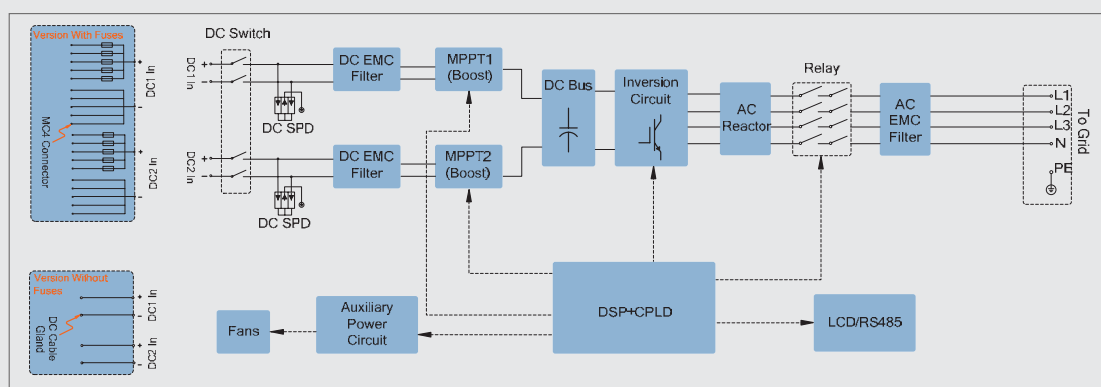 Version With Fuses
+
DC1 In
-
MC4 Connector
+
DC2 In
-
DC Switch
DC1 In
+
-
DC SPD
DC EMC
Filter
MPPT1
(Boost)
DC2 In
+
-
DC SPD
DC EMC
Filter
MPPT2
(Boost)
DC Bus
Inversion
Circuit
AC
Reactor
Relay
AC
EMC
Filter
L1
L2
L3
N
PE
To Grid
Version Without
Fuses
+
DC1 In
-
DC Cable
Gland
+
DC2 In
-
Fans
Auxiliary
Power
Circuit
DSP+CPLD
LCD/RS485